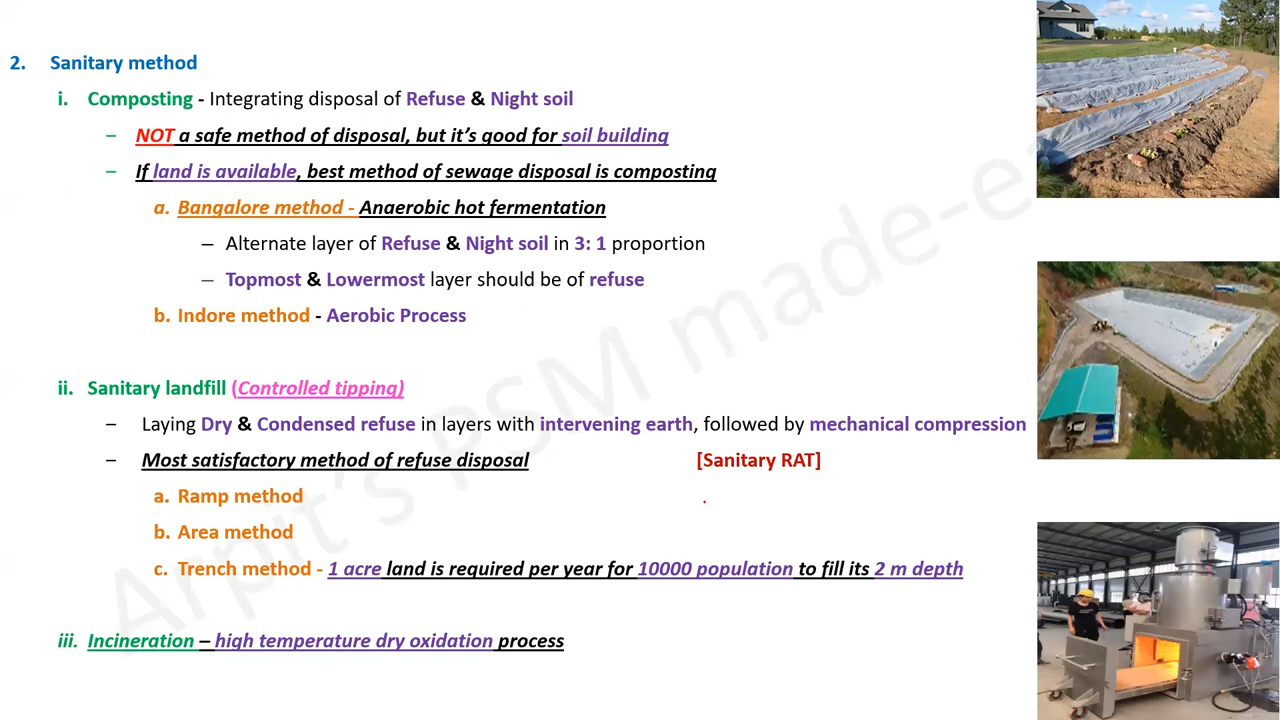 2. Sanitary method
i. Composting - Integrating disposal of Refuse & Night soil
– NOT a safe method of disposal, but it’s good for soil building
– If land is available, best method of sewage disposal is composting
a. Bangalore method - Anaerobic hot fermentation
– Alternate layer of Refuse & Night soil in 3: 1 proportion
– Topmost & Lowermost layer should be of refuse
b. Indore method - Aerobic Process
ii. Sanitary landfill (Controlled tipping)
– Laying Dry & Condensed refuse in layers with intervening earth, followed by mechanical compression
– Most satisfactory method of refuse disposal [Sanitary RAT]
a. Ramp method
b. Area method
c. Trench method - 1 acre land is required per year for 10000 population to fill its 2 m depth
iii. Incineration – high temperature dry oxidation process
Arpit’s PSM made-ea